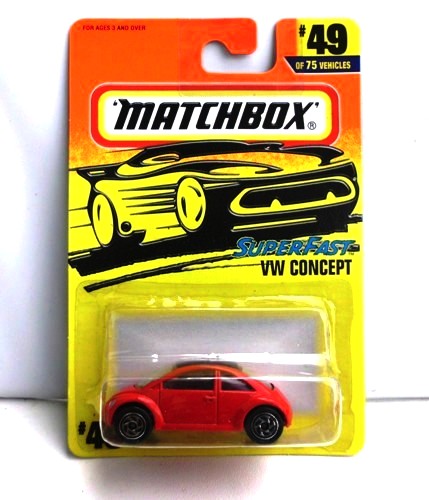 FOR AGES 3 AND OVER
#49
OF 75 VEHICLES
'MATCHBOX'®
SUPERFAST
VW CONCEPT